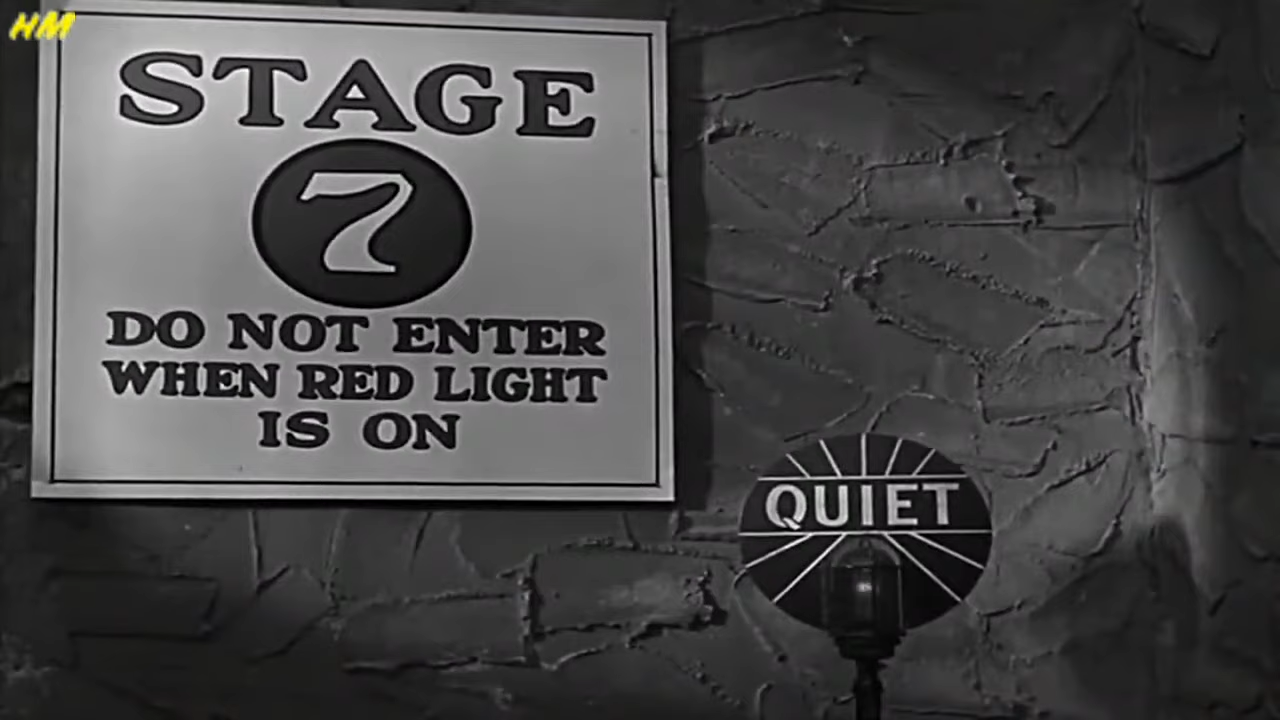 HM
STAGE
7
DO NOT ENTER
WHEN RED LIGHT
IS ON
QUIET